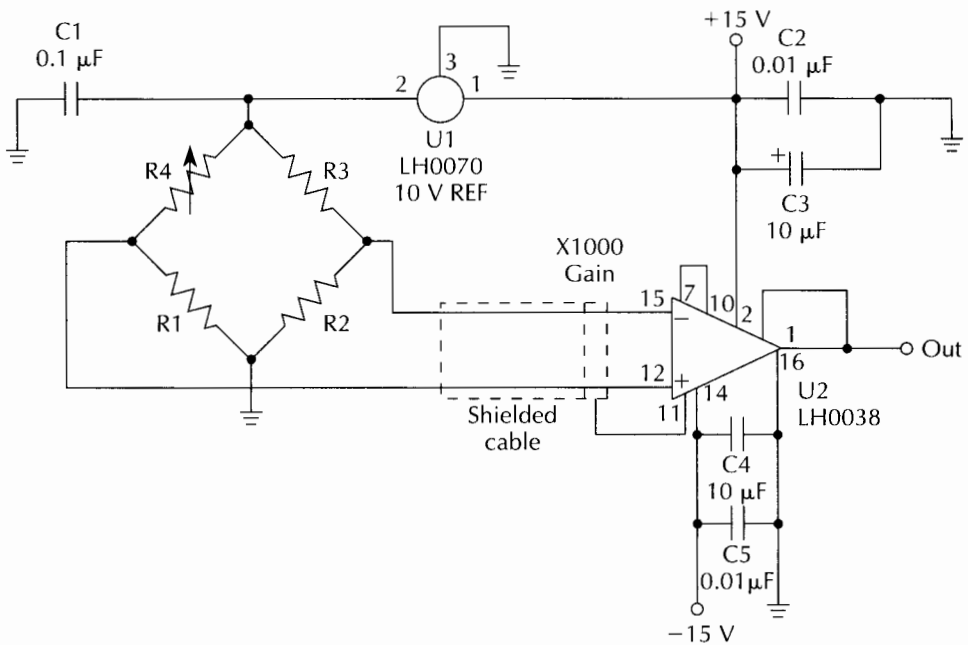 +15 V
C1
0.1 μF
C2
0.01 μF
3
2
1
U1
LH0070
10 V REF
R4
R3
+
C3
10 μF
X1000
Gain
R1
R2
15
7
10
2
−
1
Out
12
+
16
11
14
U2
LH0038
Shielded
cable
C4
10 μF
C5
0.01μF
−15 V